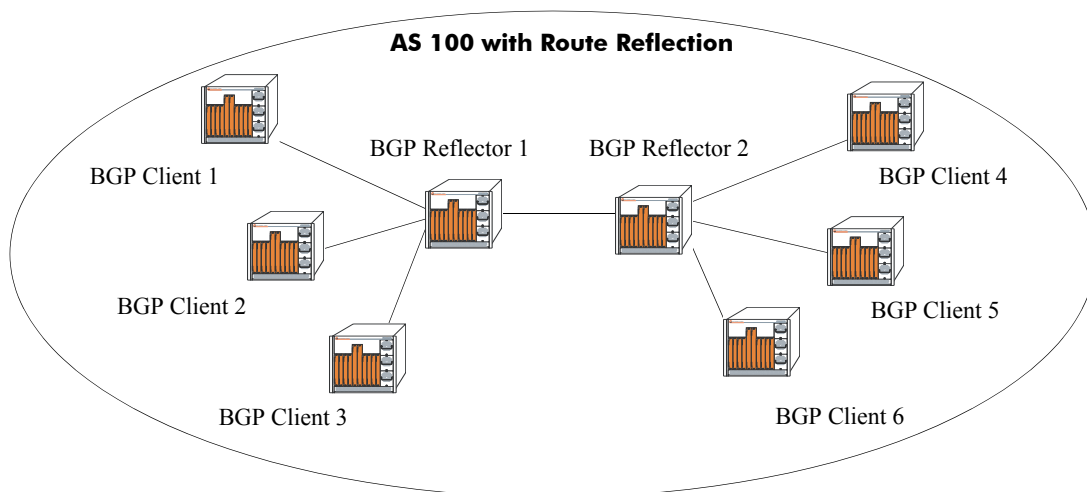 AS 100 with Route Reflection
BGP Reflector 1
BGP Reflector 2
BGP Client 1
BGP Client 4
BGP Client 2
BGP Client 5
BGP Client 3
BGP Client 6